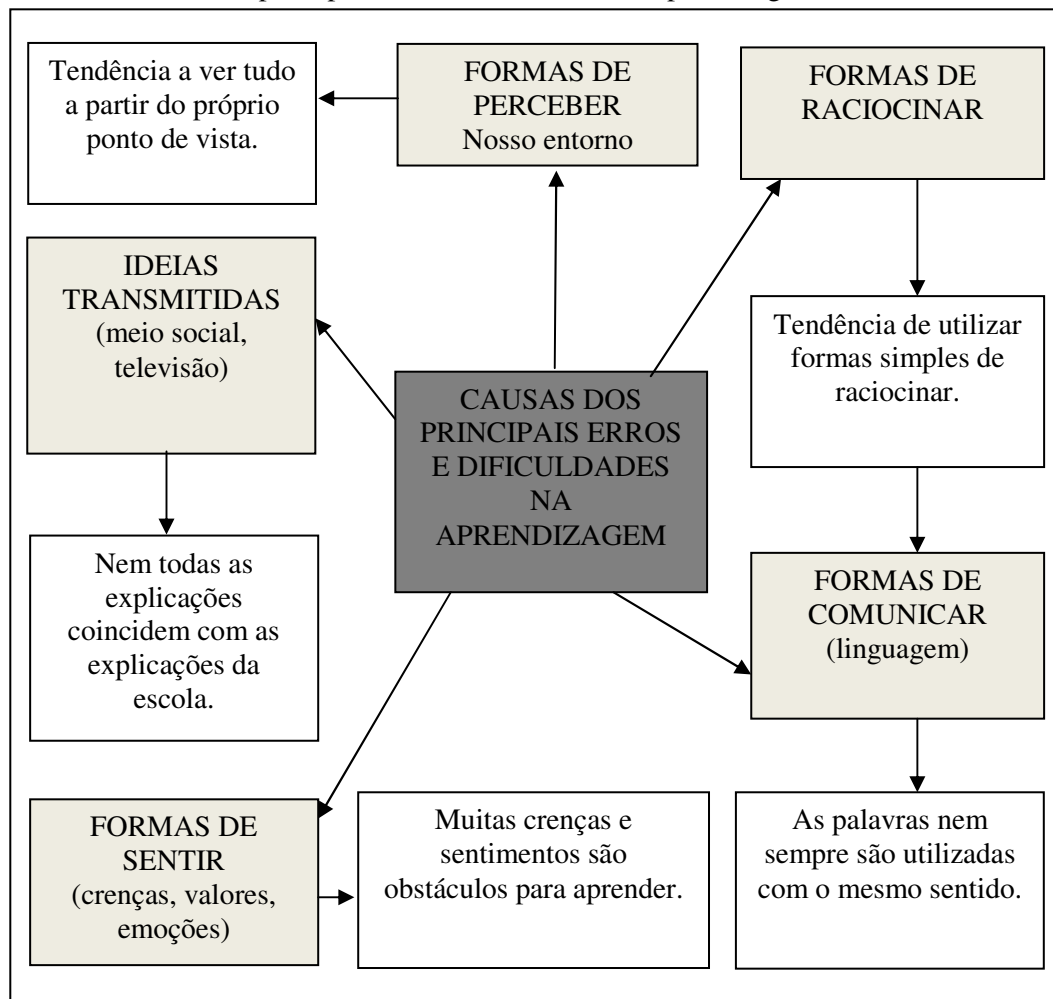 Tendência a ver tudo
a partir do próprio
ponto de vista.
FORMAS DE
PERCEBER
Nosso entorno
FORMAS DE
RACIOCINAR
IDEIAS
TRANSMITIDAS
(meio social,
televisão)
Tendência de utilizar
formas simples de
raciocinar.
CAUSAS DOS
PRINCIPAIS ERROS
E DIFICULDADES
NA
APRENDIZAGEM
Nem todas as
explicações
coincidem com as
explicações da
escola.
FORMAS DE
COMUNICAR
(linguagem)
FORMAS DE
SENTIR
(crenças, valores,
emoções)
Muitas crenças e
sentimentos são
obstáculos para aprender.
As palavras nem
sempre são utilizadas
com o mesmo sentido.